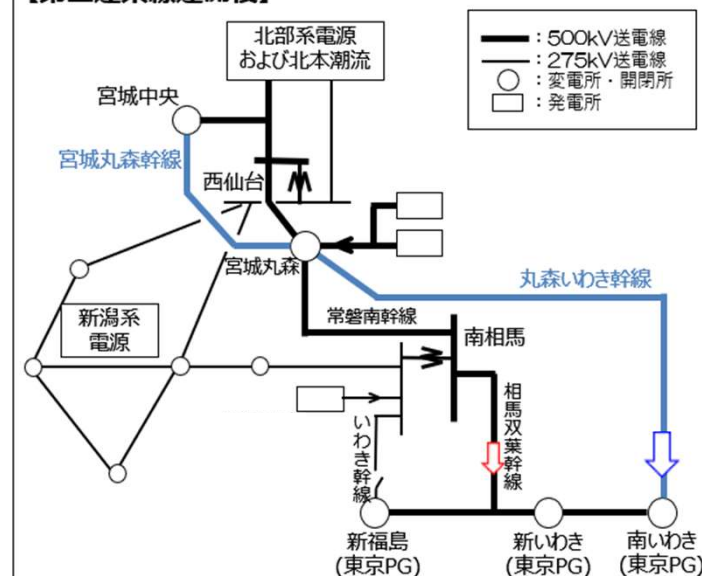 北部系電源
および北本潮流
：500kV送電線
：275kV送電線
：変電所・開閉所
：発電所
宮城中央
宮城丸森幹線
西仙台
宮城丸森
丸森いわき幹線
新潟系
電源
常磐南幹線
南相馬
いわき幹線
相馬双葉幹線
新福島
(東京PG)
新いわき
(東京PG)
南いわき
(東京PG)